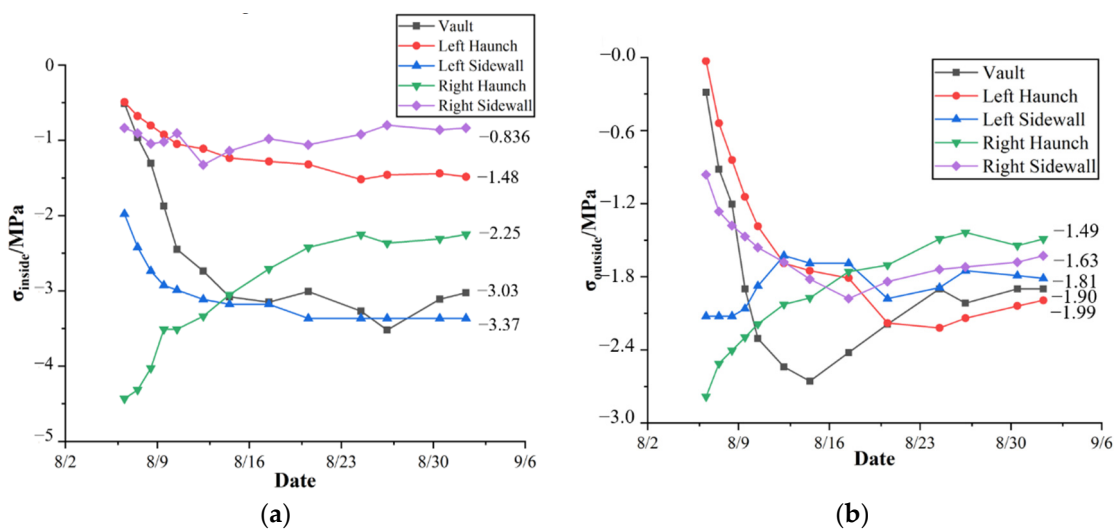 Vault
Left Haunch
Left Sidewall
Right Haunch
Right Sidewall
0
−1
−2
−3
−4
−5
σinside/MPa
−0.836
−1.48
−2.25
−3.03
−3.37
8/2
8/9
8/16
8/23
8/30
9/6
Date
(a)
Vault
Left Haunch
Left Sidewall
Right Haunch
Right Sidewall
−0.0
−0.6
−1.2
−1.8
−2.4
−3.0
σoutside/MPa
−1.49
−1.63
−1.81
−1.90
−1.99
8/2
8/9
8/16
8/23
8/30
9/6
Date
(b)